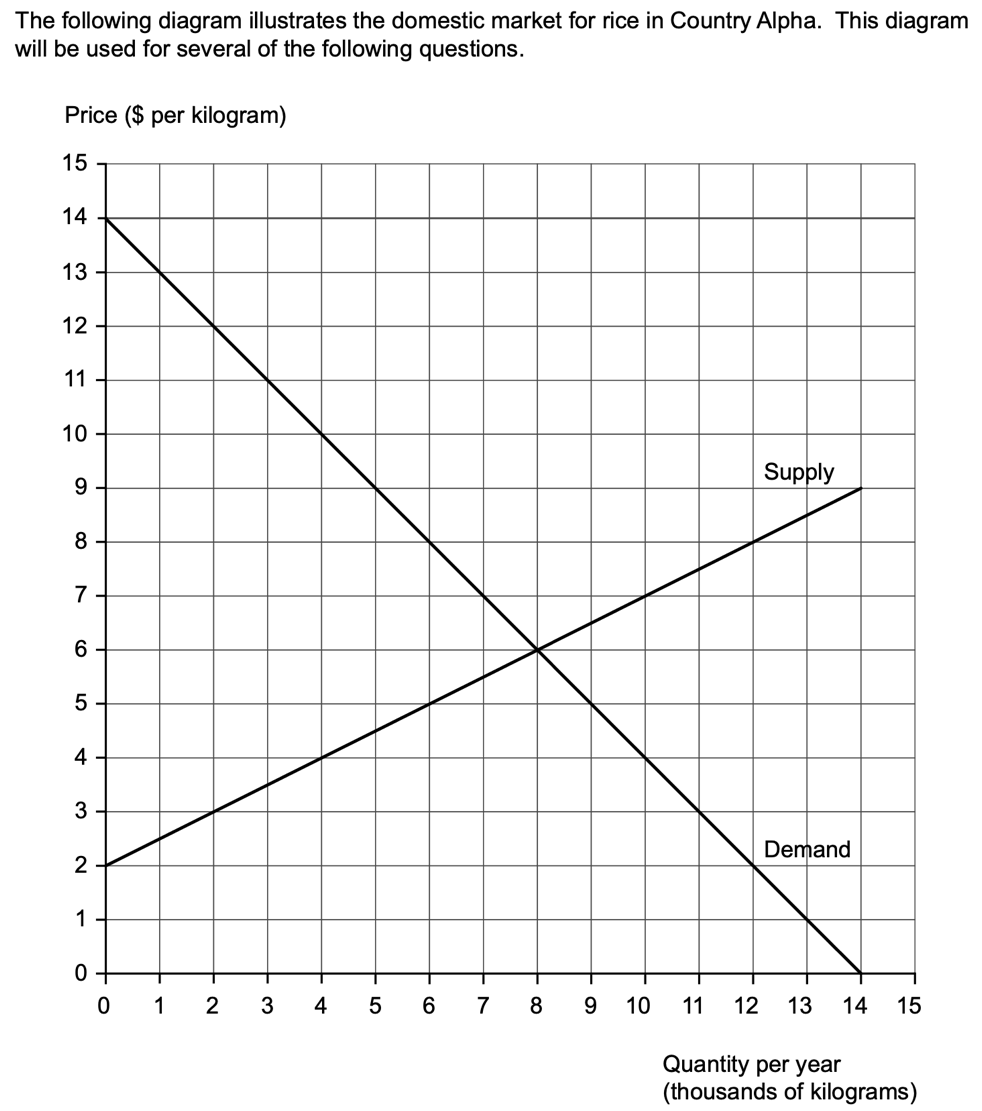 The following diagram illustrates the domestic market for rice in Country Alpha. This diagram
will be used for several of the following questions.
Price ($ per kilogram)
15
14
13
12
11
10
9
8
7
6
5
4
3
2
1
0
Supply
Demand
0 1 2 3 4 5 6 7 8 9 10 11 12 13 14 15
Quantity per year
(thousands of kilograms)